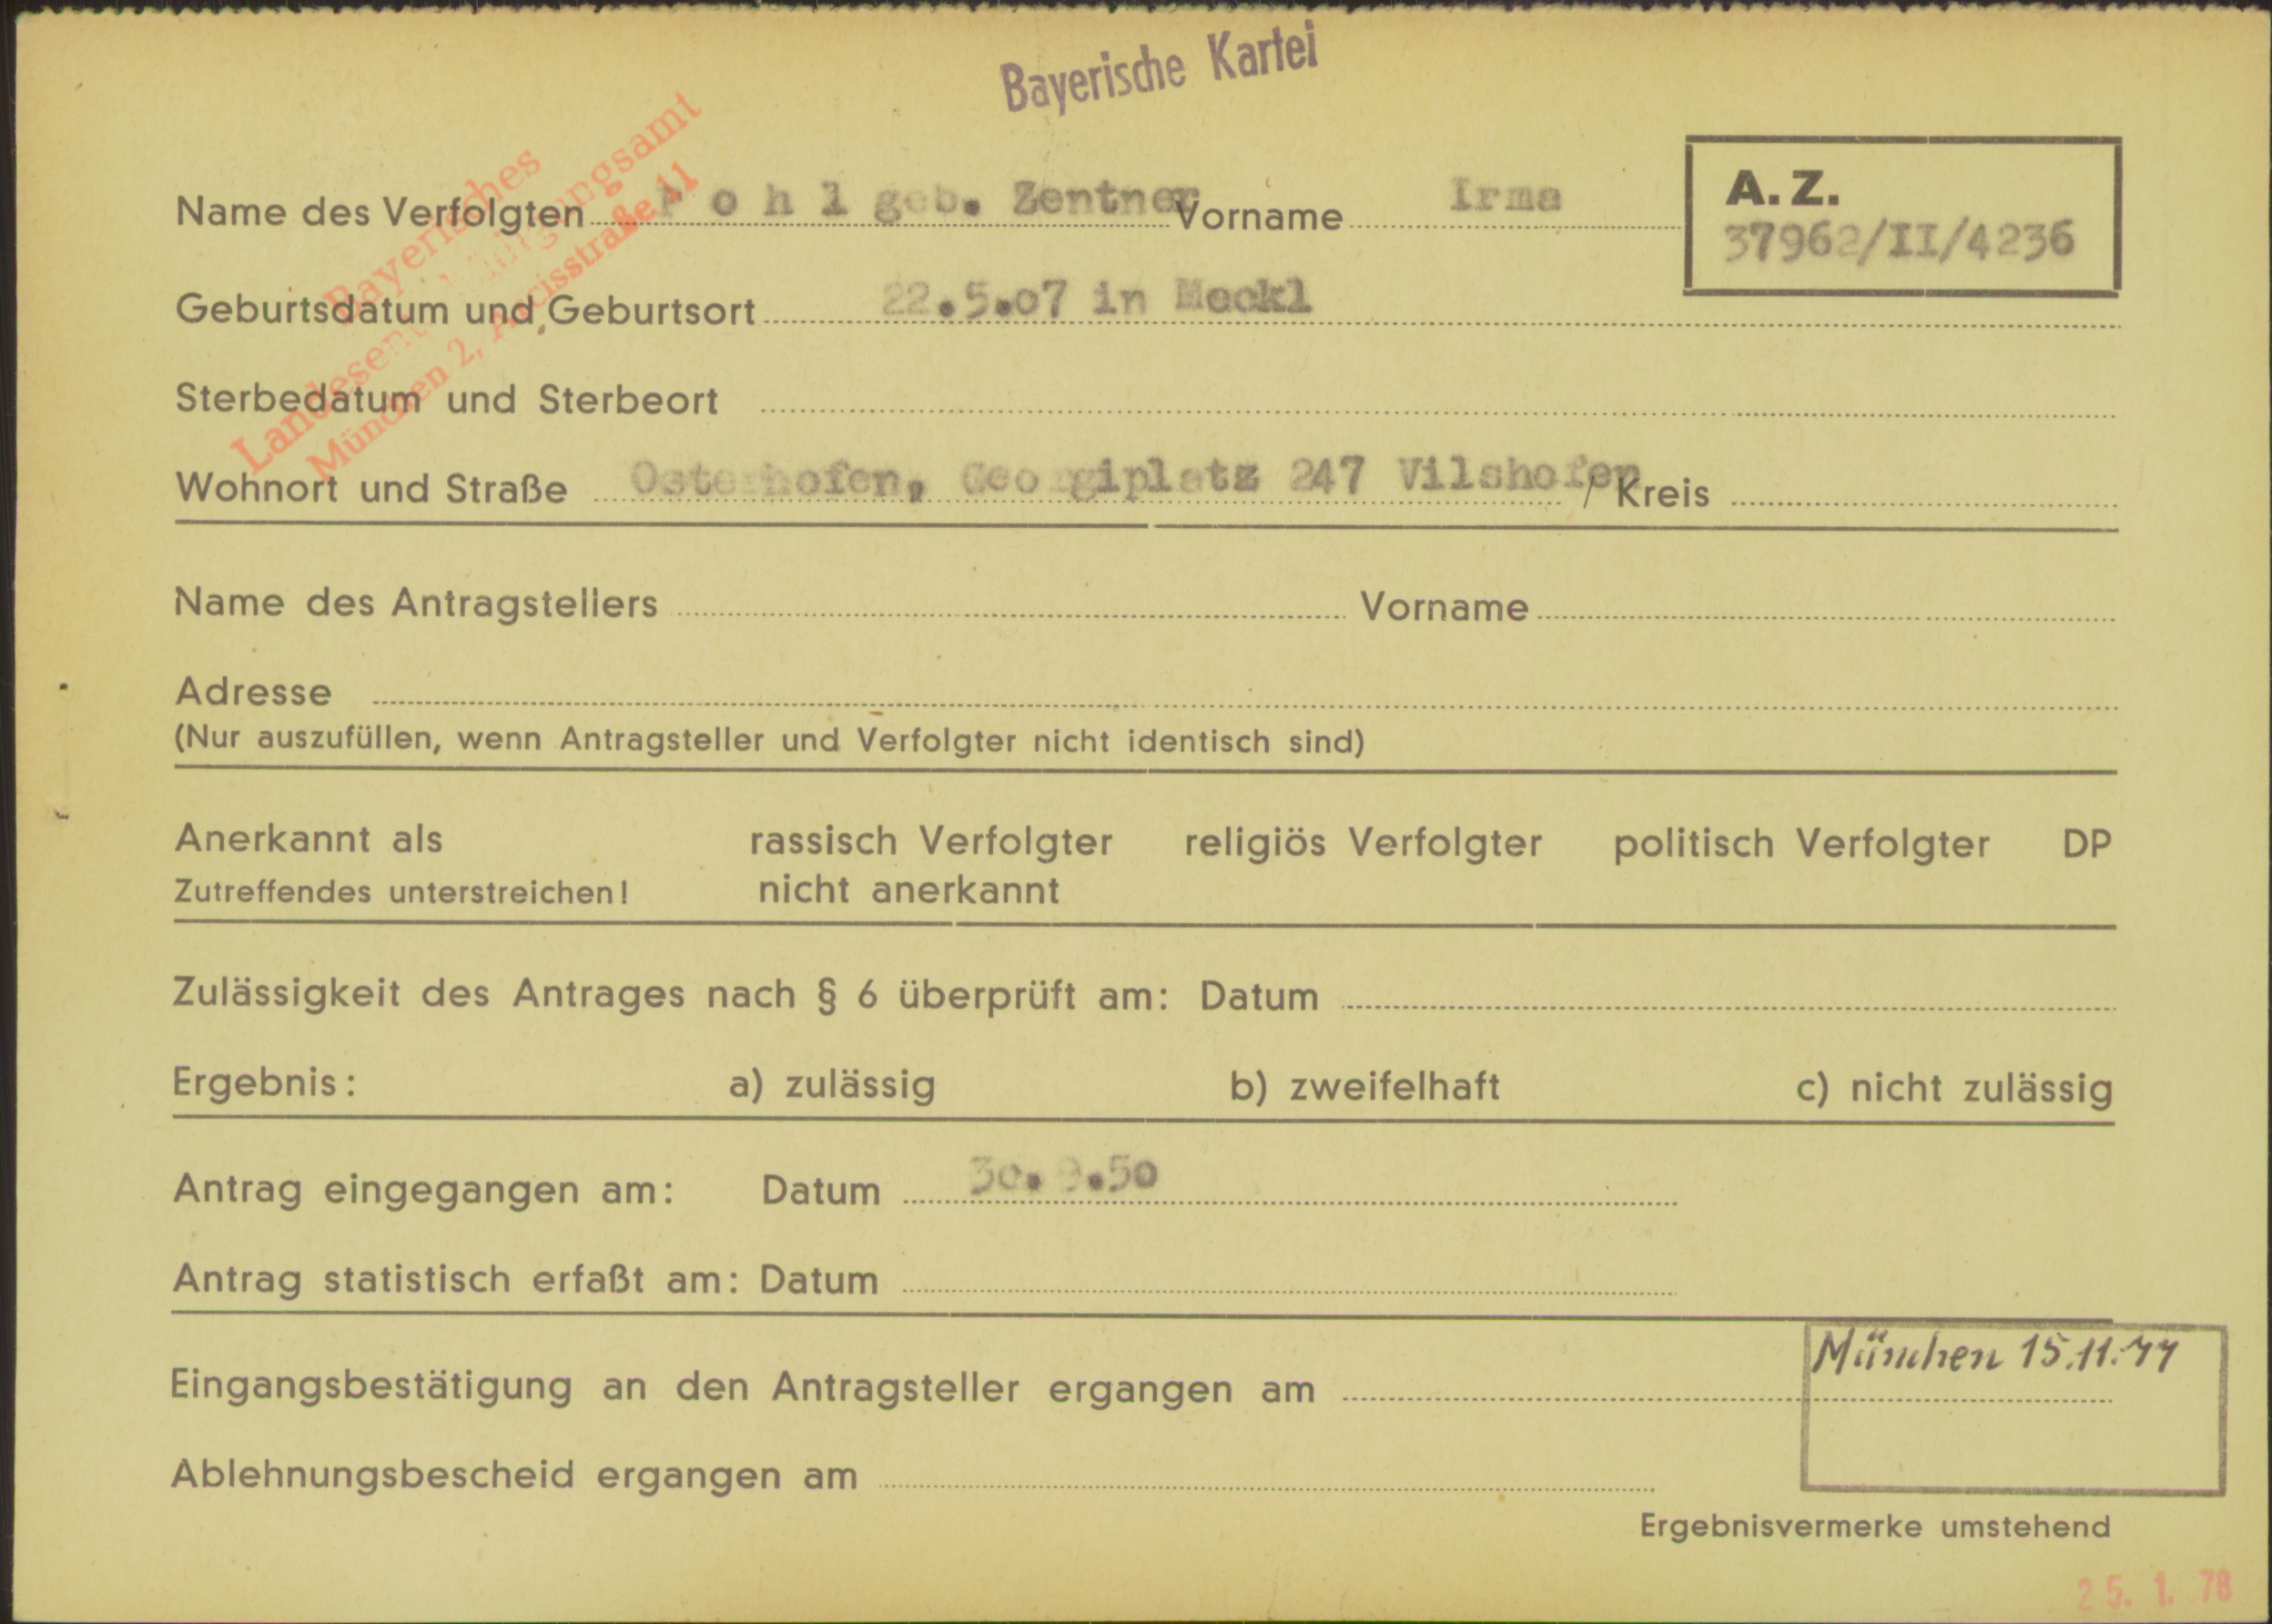 Bayerische Kartei
Bayerisches
Landesentschädigungsamt
München 2, Arcisstraße 11
A. Z.
37962/II/4236
Name des Verfolgten P o h l geb. Zentner Vorname Irma
Geburtsdatum und Geburtsort 22.5.07 in Meckl
Sterbedatum und Sterbeort
Wohnort und Straße Osterhofen, Georgiplatz 247 Vilshofen / Kreis
Name des Antragstellers Vorname
Adresse
(Nur auszufüllen, wenn Antragsteller und Verfolgter nicht identisch sind)
Anerkannt als rassisch Verfolgter religiös Verfolgter politisch Verfolgter DP
Zutreffendes unterstreichen! nicht anerkannt
Zulässigkeit des Antrages nach § 6 überprüft am: Datum
Ergebnis: a) zulässig b) zweifelhaft c) nicht zulässig
Antrag eingegangen am: Datum 30.9.50
Antrag statistisch erfaßt am: Datum
München 15.11.77
Eingangsbestätigung an den Antragsteller ergangen am
Ablehnungsbescheid ergangen am
Ergebnisvermerke umstehend
25. 1. 78